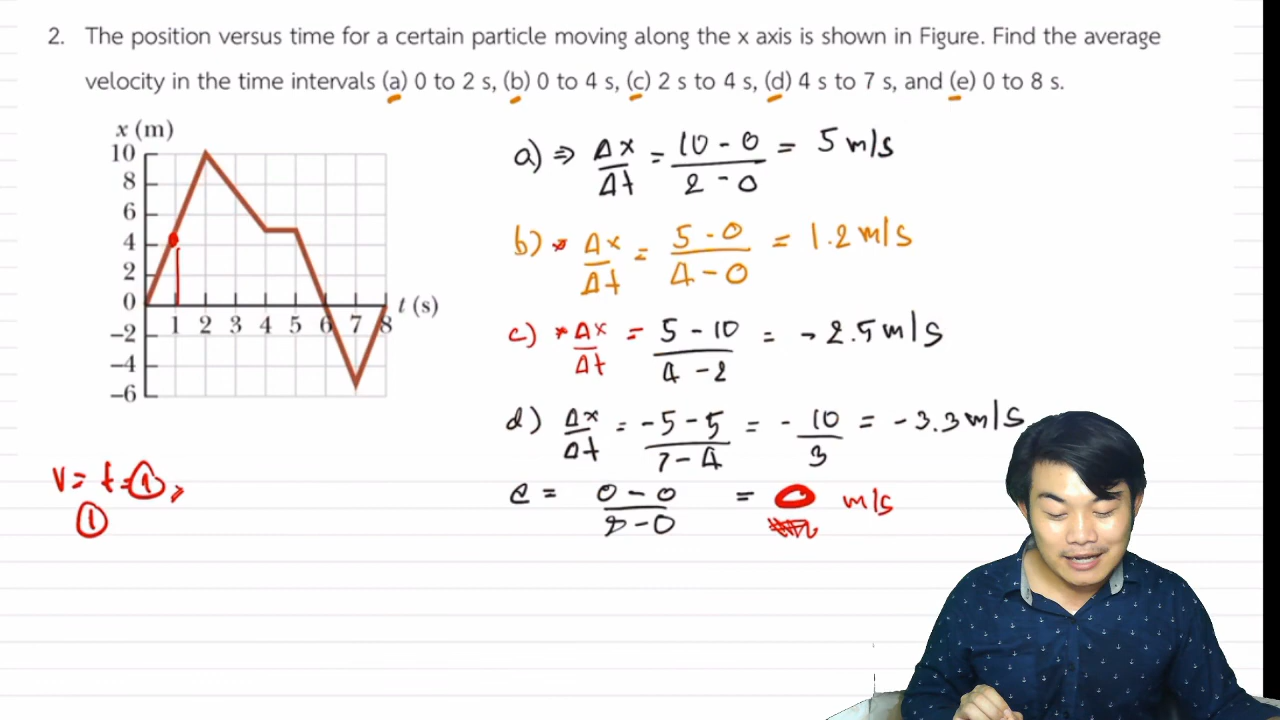 2. The position versus time for a certain particle moving along the x axis is shown in Figure. Find the average
velocity in the time intervals (a) 0 to 2 s, (b) 0 to 4 s, (c) 2 s to 4 s, (d) 4 s to 7 s, and (e) 0 to 8 s.
x (m)
10
8
6
4
2
0
−2
−4
−6
1 2 3 4 5 6 7 8
t (s)
a) ⇒ Δx/Δt = 10 - 0/2 - 0 = 5 m/s
b) Δx/Δt = 5 - 0/4 - 0 = 1.2 m/s
c) Δx/Δt = 5 - 10/4 - 2 = -2.5 m/s
d) Δx/Δt = -5 - 5/7 - 4 = - 10/3 = -3.3 m/s
e = 0 - 0/8 - 0 = 0 m/s
v = t = 1
1